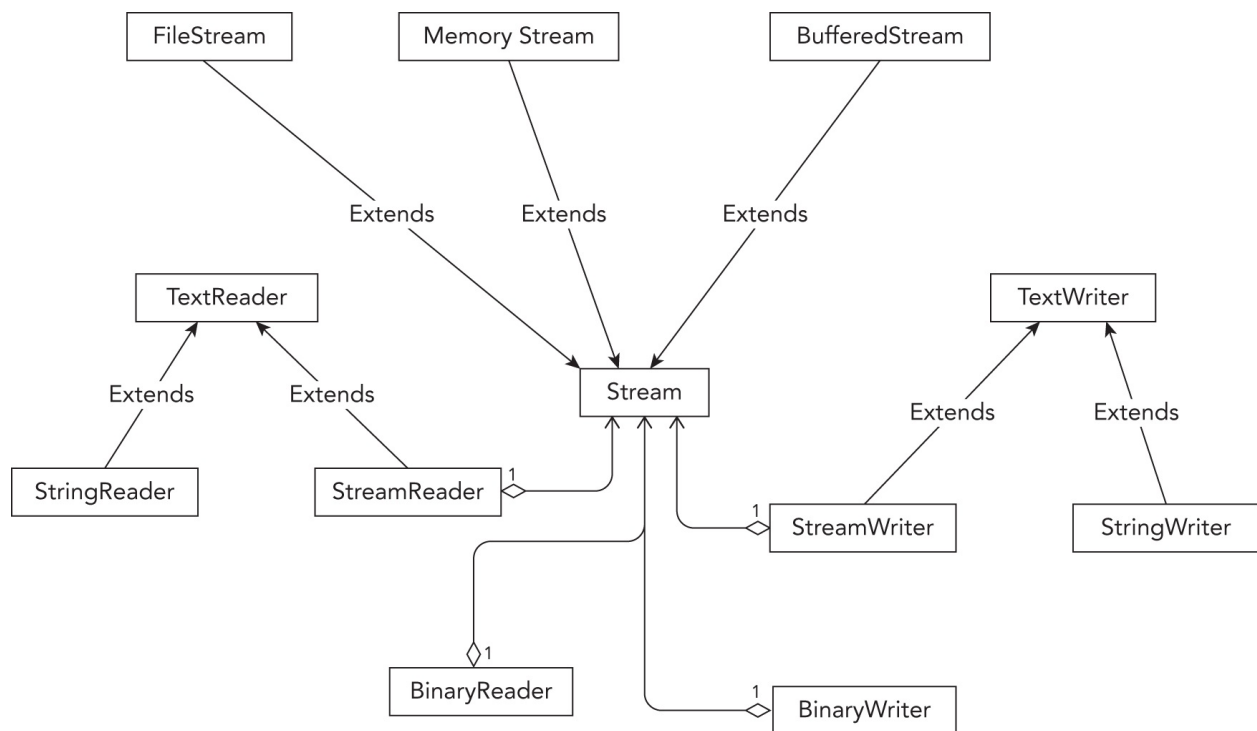 FileStream
Memory Stream
BufferedStream
Extends
Extends
Extends
TextReader
TextWriter
Stream
Extends
Extends
Extends
Extends
StringReader
StreamReader
1
1
StreamWriter
StringWriter
1
BinaryReader
1
BinaryWriter